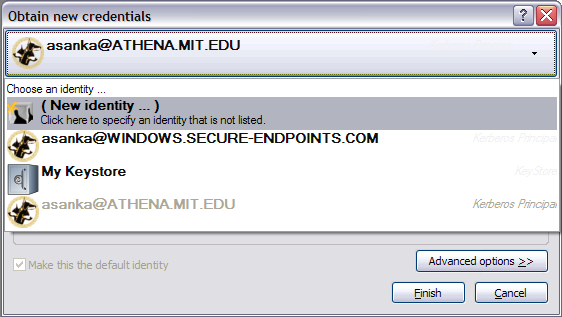 Obtain new credentials
asanka@ATHENA.MIT.EDU
Choose an identity ...
( New identity ... )
Click here to specify an identity that is not listed.
asanka@WINDOWS.SECURE-ENDPOINTS.COM
Kerberos Principal
My Keystore
KeyStore
asanka@ATHENA.MIT.EDU
Kerberos Principal
Make this the default identity
Advanced options >>
Finish
Cancel